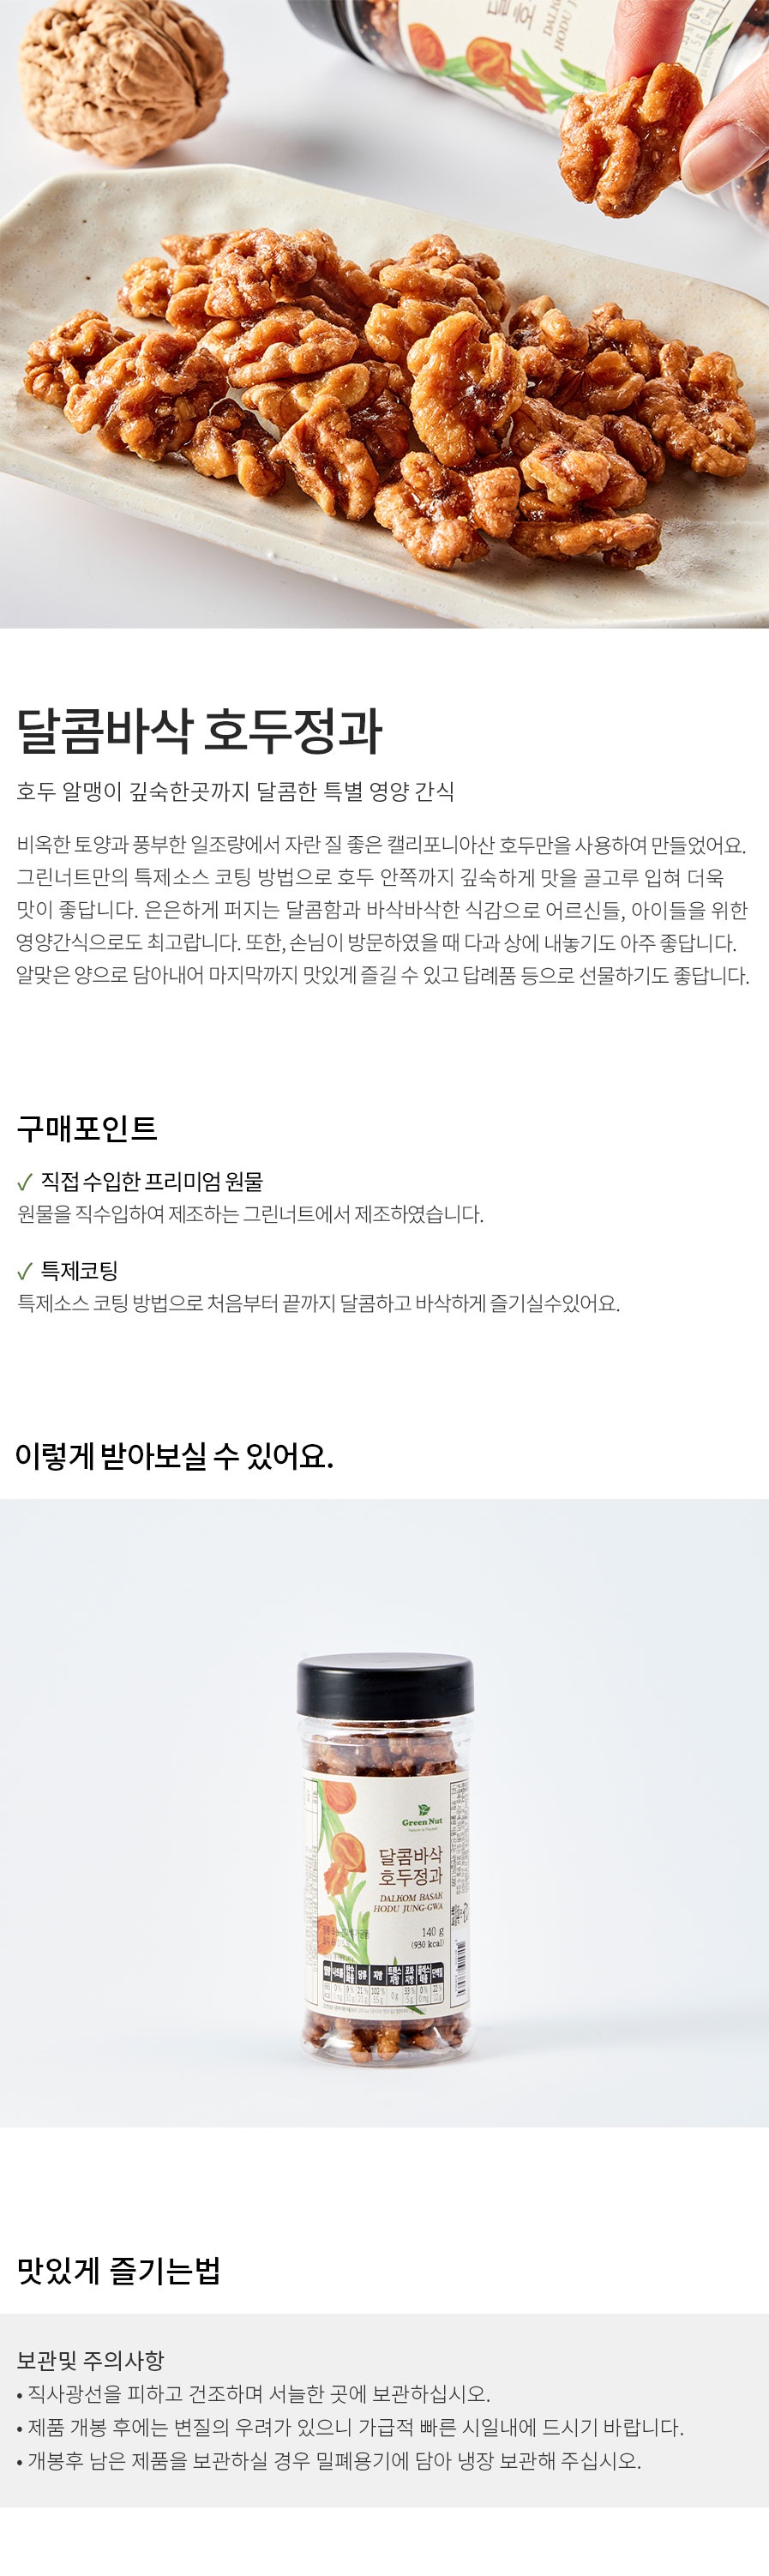 달콤바삭 호두정과
호두 알맹이 깊숙한곳까지 달콤한 특별 영양 간식
비옥한 토양과 풍부한 일조량에서 자란 질 좋은 캘리포니아산 호두만을 사용하여 만들었어요.
그린너트만의 특제소스 코팅 방법으로 호두 안쪽까지 깊숙하게 맛을 골고루 입혀 더욱
맛이 좋답니다. 은은하게 퍼지는 달콤함과 바삭바삭한 식감으로 어르신들, 아이들을 위한
영양간식으로도 최고랍니다. 또한, 손님이 방문하였을 때 다과 상에 내놓기도 아주 좋답니다.
알맞은 양으로 담아내어 마지막까지 맛있게 즐길 수 있고 답례품 등으로 선물하기도 좋답니다.
구매포인트
✓ 직접 수입한 프리미엄 원물
원물을 직수입하여 제조하는 그린너트에서 제조하였습니다.
✓ 특제코팅
특제소스 코팅 방법으로 처음부터 끝까지 달콤하고 바삭하게 즐기실수있어요.
이렇게 받아보실 수 있어요.
Green Nut
달콤바삭
호두정과
DALKOM BASAK
HODU JUNG-GWA
140 g
(930 kcal)
맛있게 즐기는법
보관및 주의사항
• 직사광선을 피하고 건조하며 서늘한 곳에 보관하십시오.
• 제품 개봉 후에는 변질의 우려가 있으니 가급적 빠른 시일내에 드시기 바랍니다.
• 개봉후 남은 제품을 보관하실 경우 밀폐용기에 담아 냉장 보관해 주십시오.